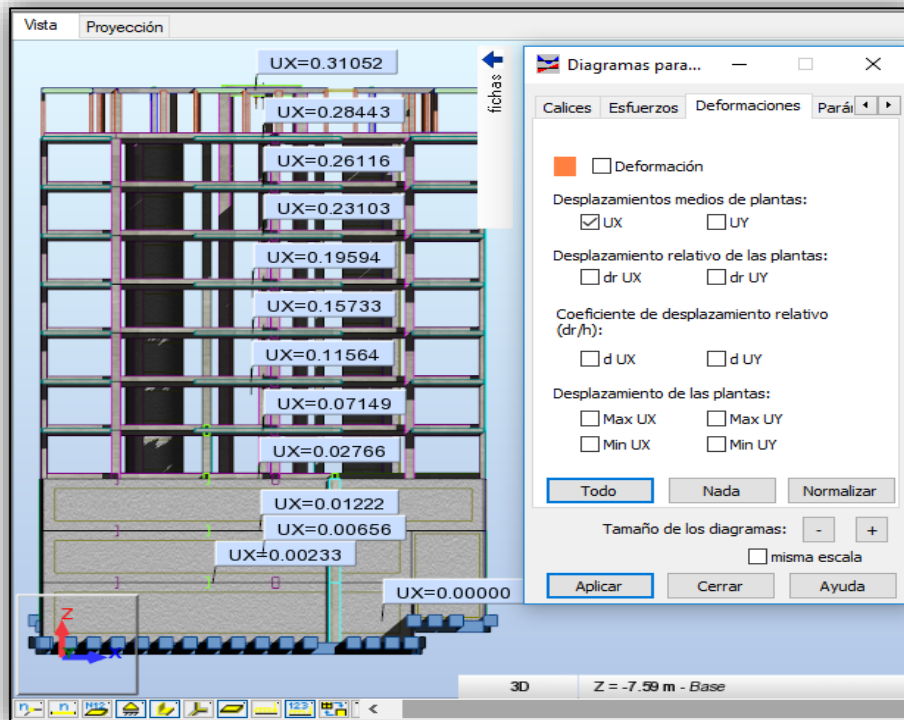 Vista Proyección
UX=0.31052
UX=0.28443
UX=0.26116
UX=0.23103
UX=0.19594
UX=0.15733
UX=0.11564
UX=0.07149
UX=0.02766
UX=0.01222
UX=0.00656
UX=0.00233
UX=0.00000
fichas
Z
X
3D Z = -7.59 m - Base
Diagramas para...
Calices Esfuerzos Deformaciones Parár
Deformación
Desplazamientos medios de plantas:
UX UY
Desplazamiento relativo de las plantas:
dr UX dr UY
Coeficiente de desplazamiento relativo
(dr/h):
d UX d UY
Desplazamiento de las plantas:
Max UX Max UY
Min UX Min UY
Todo Nada Normalizar
Tamaño de los diagramas: - +
misma escala
Aplicar Cerrar Ayuda